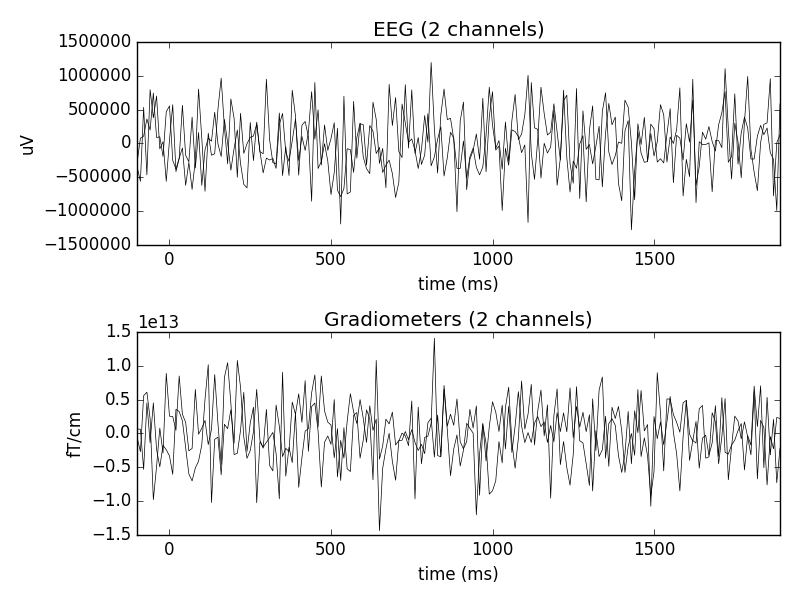 EEG (2 channels)
1500000
1000000
500000
0
−500000
−1000000
−1500000
uV
0 500 1000 1500
time (ms)
Gradiometers (2 channels)
1e13
1.5
1.0
0.5
0.0
−0.5
−1.0
−1.5
fT/cm
0 500 1000 1500
time (ms)